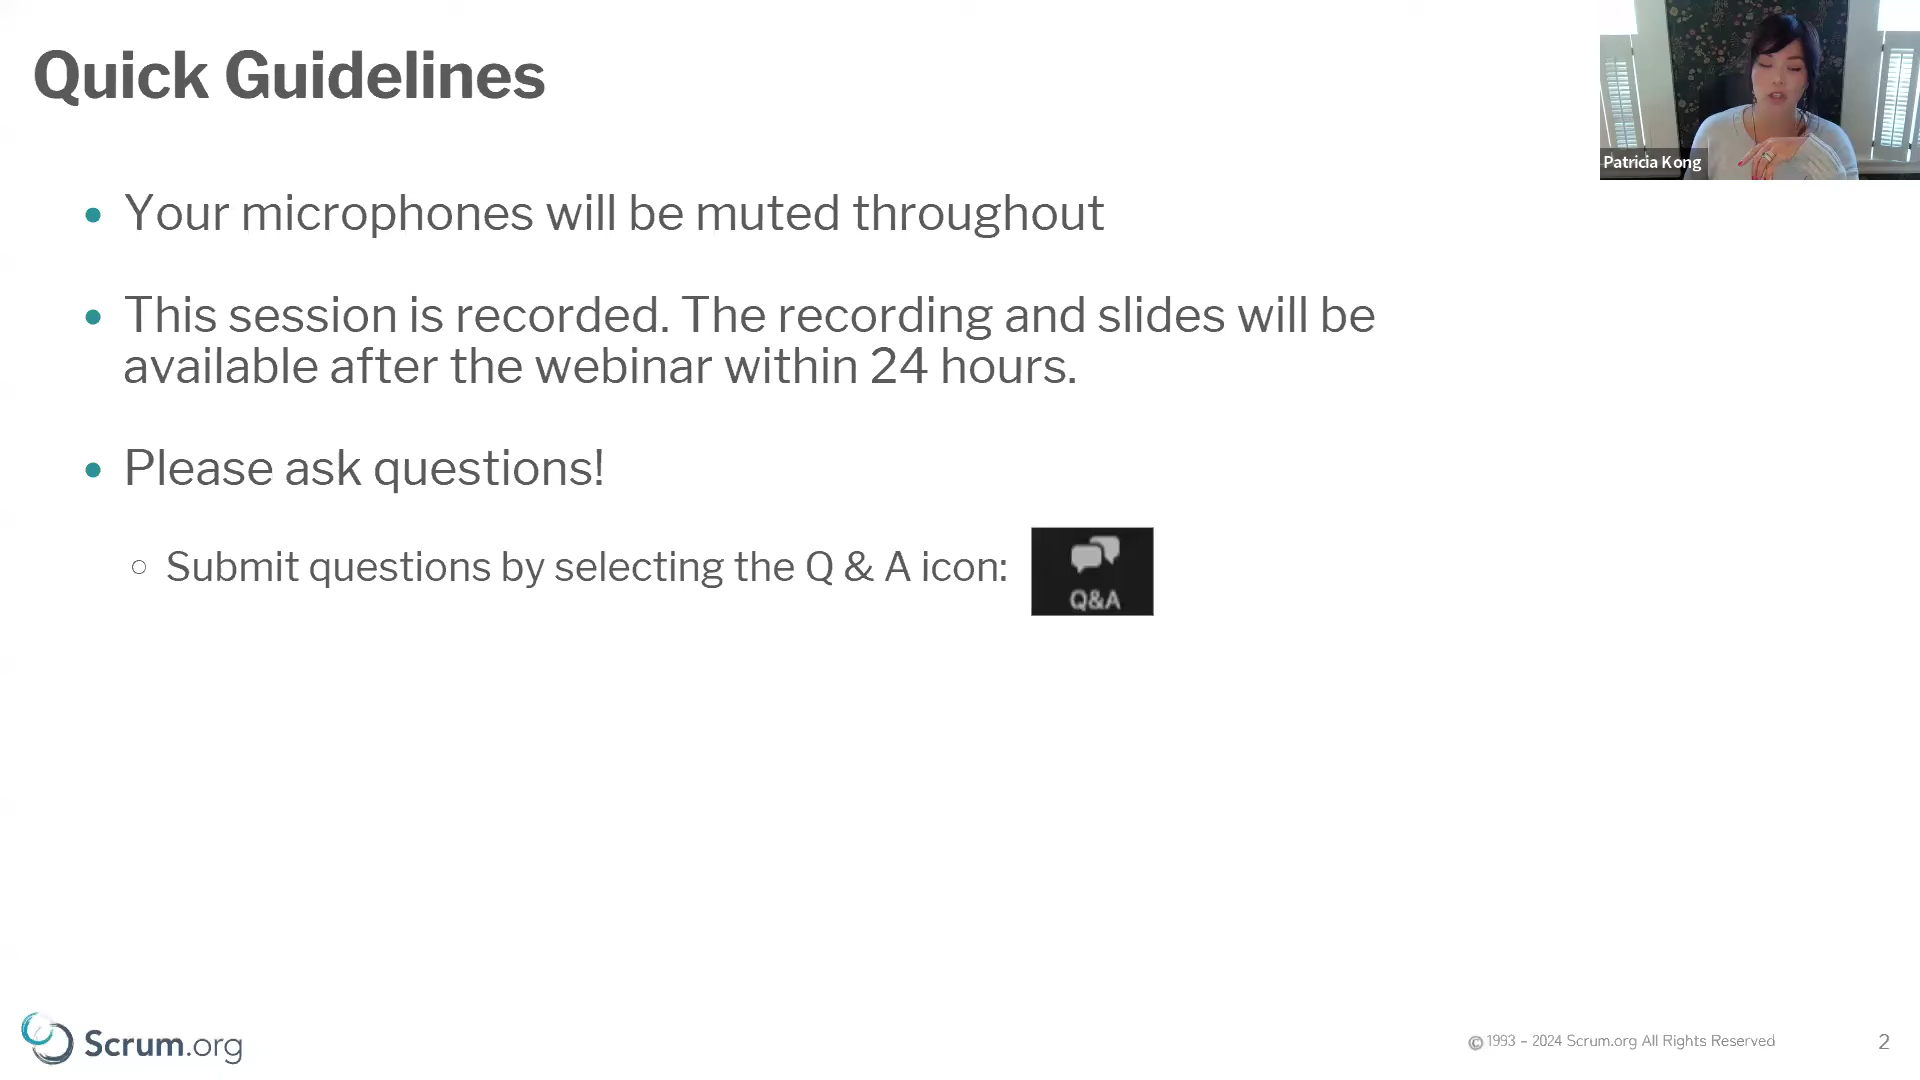 Quick Guidelines
Patricia Kong
Your microphones will be muted throughout
This session is recorded. The recording and slides will be
available after the webinar within 24 hours.
Please ask questions!
Submit questions by selecting the Q & A icon:
Q&A
Scrum.org
© 1993 – 2024 Scrum.org All Rights Reserved
2